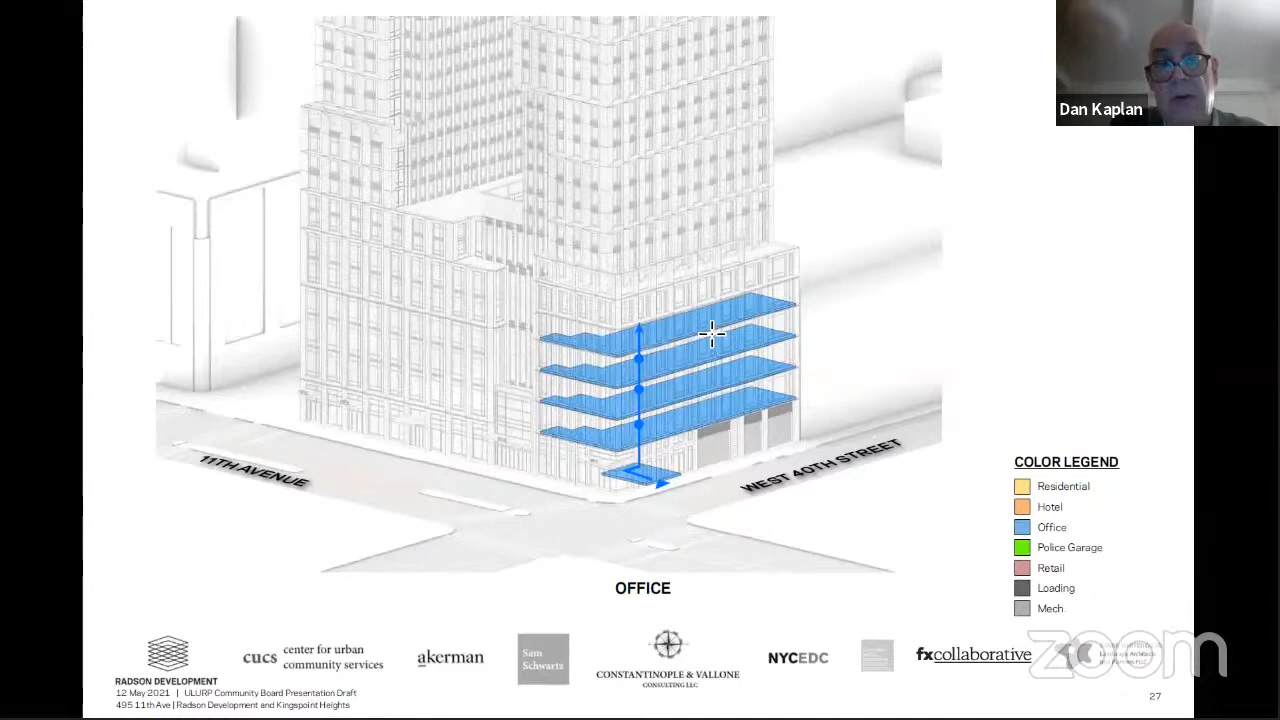 Dan Kaplan
11TH AVENUE
WEST 40TH STREET
COLOR LEGEND
Residential
Hotel
Office
Police Garage
Retail
Loading
Mech
OFFICE
cucs center for urban
community services
akerman
Sam
Schwartz
CONSTANTINOPLE & VALLONE
CONSULTING LLC
NYCEDC
fxcollaborative
zoom
RADSON DEVELOPMENT
12 May 2021 | ULURP Community Board Presentation Draft
495 11th Ave | Radson Development and Kingspoint Heights
27